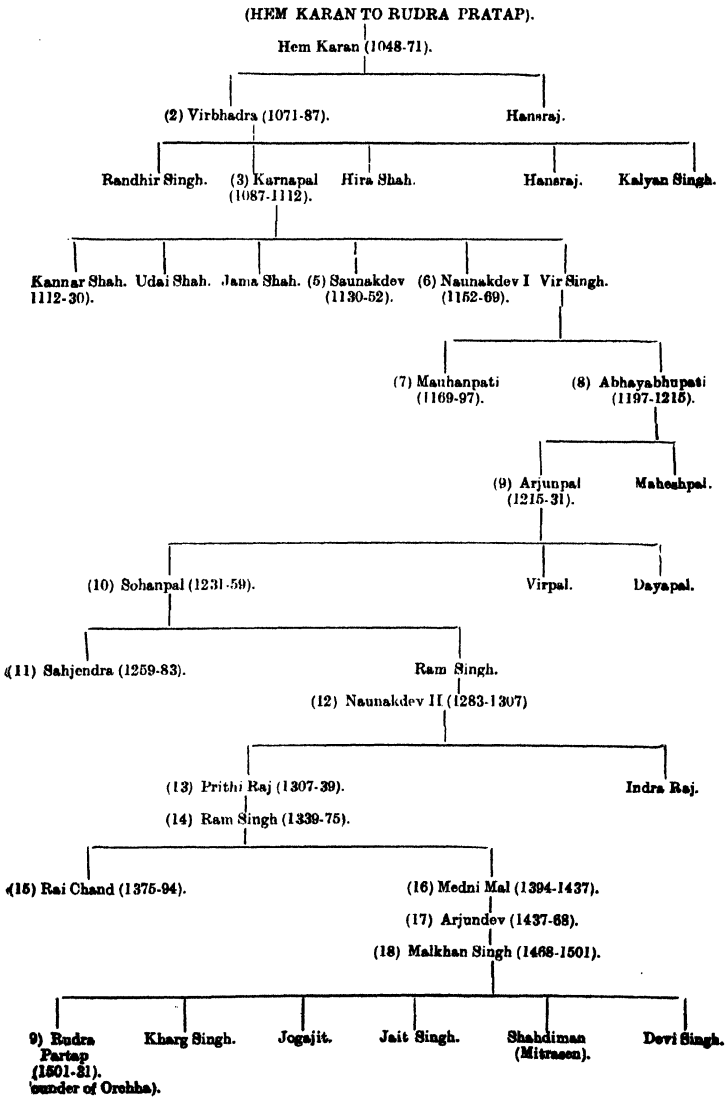 (HEM KARAN TO RUDRA PRATAP).
Hem Karan (1048-71).
(2) Virbhadra (1071-87). Hansraj.
Randhir Singh. (3) Karnapal Hira Shah. Hansraj. Kalyan Singh.
(1087-1112).
Kannar Shah. Udai Shah. Jama Shah. (5) Saunakdev (6) Naunakdev I Vir Singh.
1112-30). (1130-52). (1152-69).
(7) Mauhanpati (8) Abhayabhupati
(1169-97). (1197-1215).
(9) Arjunpal Maheshpal.
(1215-31).
(10) Sohanpal (1231-59). Virpal. Dayapal.
(11) Sahjendra (1259-83). Ram Singh.
(12) Naunakdev II (1283-1307)
(13) Prithi Raj (1307-39). Indra Raj.
(14) Ram Singh (1339-75).
(15) Rai Chand (1375-94). (16) Medni Mal (1394-1437).
(17) Arjundev (1437-68).
(18) Malkhan Singh (1468-1501).
9) Rudra Kharg Singh. Jogajit. Jait Singh. Shahdiman Devi Singh.
Partap (Mitrasen).
(1501-31).
ounder of Orchha).